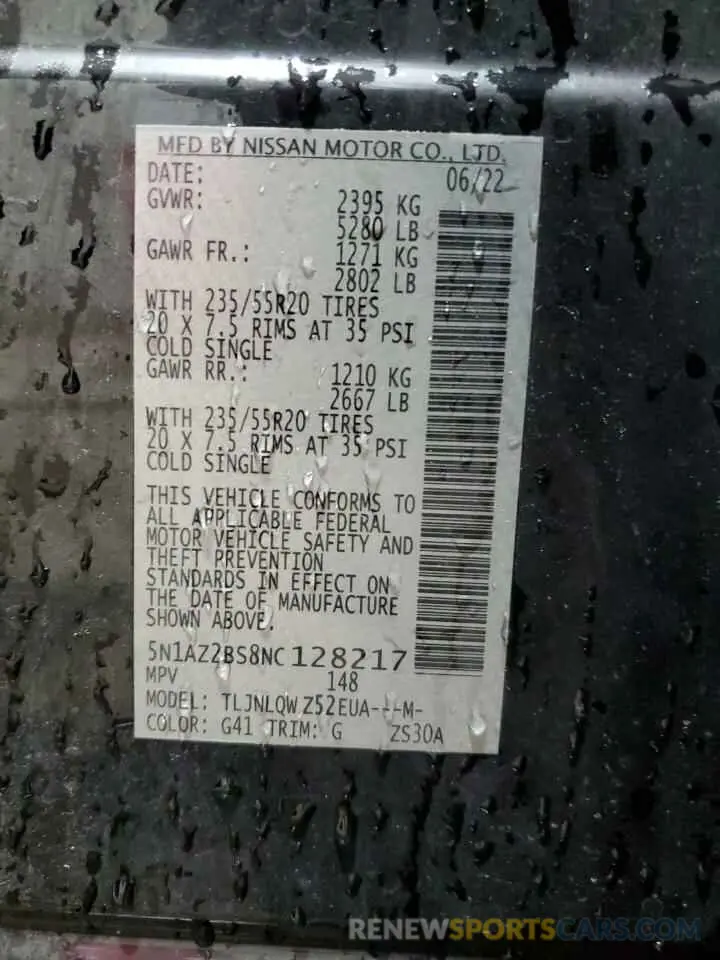 MFD BY NISSAN MOTOR CO., LTD.
DATE: 06/22
GVWR: 2395 KG
5280 LB
GAWR FR.: 1271 KG
2802 LB
WITH 235/55R20 TIRES
20 X 7.5 RIMS AT 35 PSI
COLD SINGLE
GAWR RR.: 1210 KG
2667 LB
WITH 235/55R20 TIRES
20 X 7.5 RIMS AT 35 PSI
COLD SINGLE
THIS VEHICLE CONFORMS TO
ALL APPLICABLE FEDERAL
MOTOR VEHICLE SAFETY AND
THEFT PREVENTION
STANDARDS IN EFFECT ON
THE DATE OF MANUFACTURE
SHOWN ABOVE.
5N1AZ2BS8NC128217
MPV 148
MODEL: TLJNLQW Z52EUA---M-
COLOR: G41 TRIM: G ZS30A
RENEWSPORTSCARS.COM